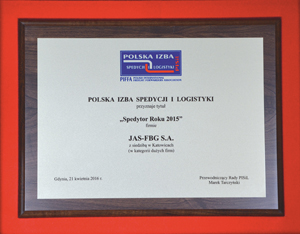 POLSKA IZBA
SPEDYCJI I LOGISTYKI
PIFFA
POLSKA IZBA SPEDYCJI I LOGISTYKI
przyznaje tytuł
„Spedytor Roku 2015”
firmie
JAS-FBG S.A.
z siedzibą w Katowicach
(w kategorii dużych firm)
Gdynia, 21 kwietnia 2016 r.
Przewodniczący Rady PISiL
Marek Tarczyński